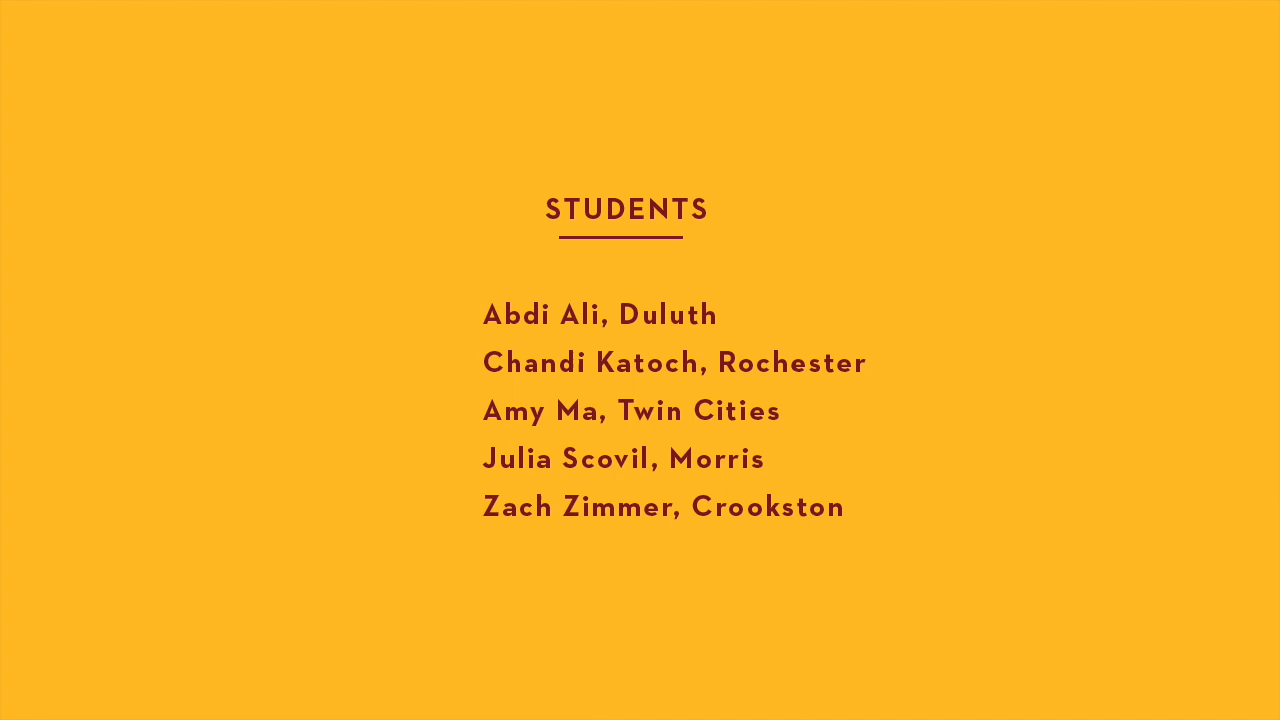 STUDENTS
Abdi Ali, Duluth
Chandi Katoch, Rochester
Amy Ma, Twin Cities
Julia Scovil, Morris
Zach Zimmer, Crookston